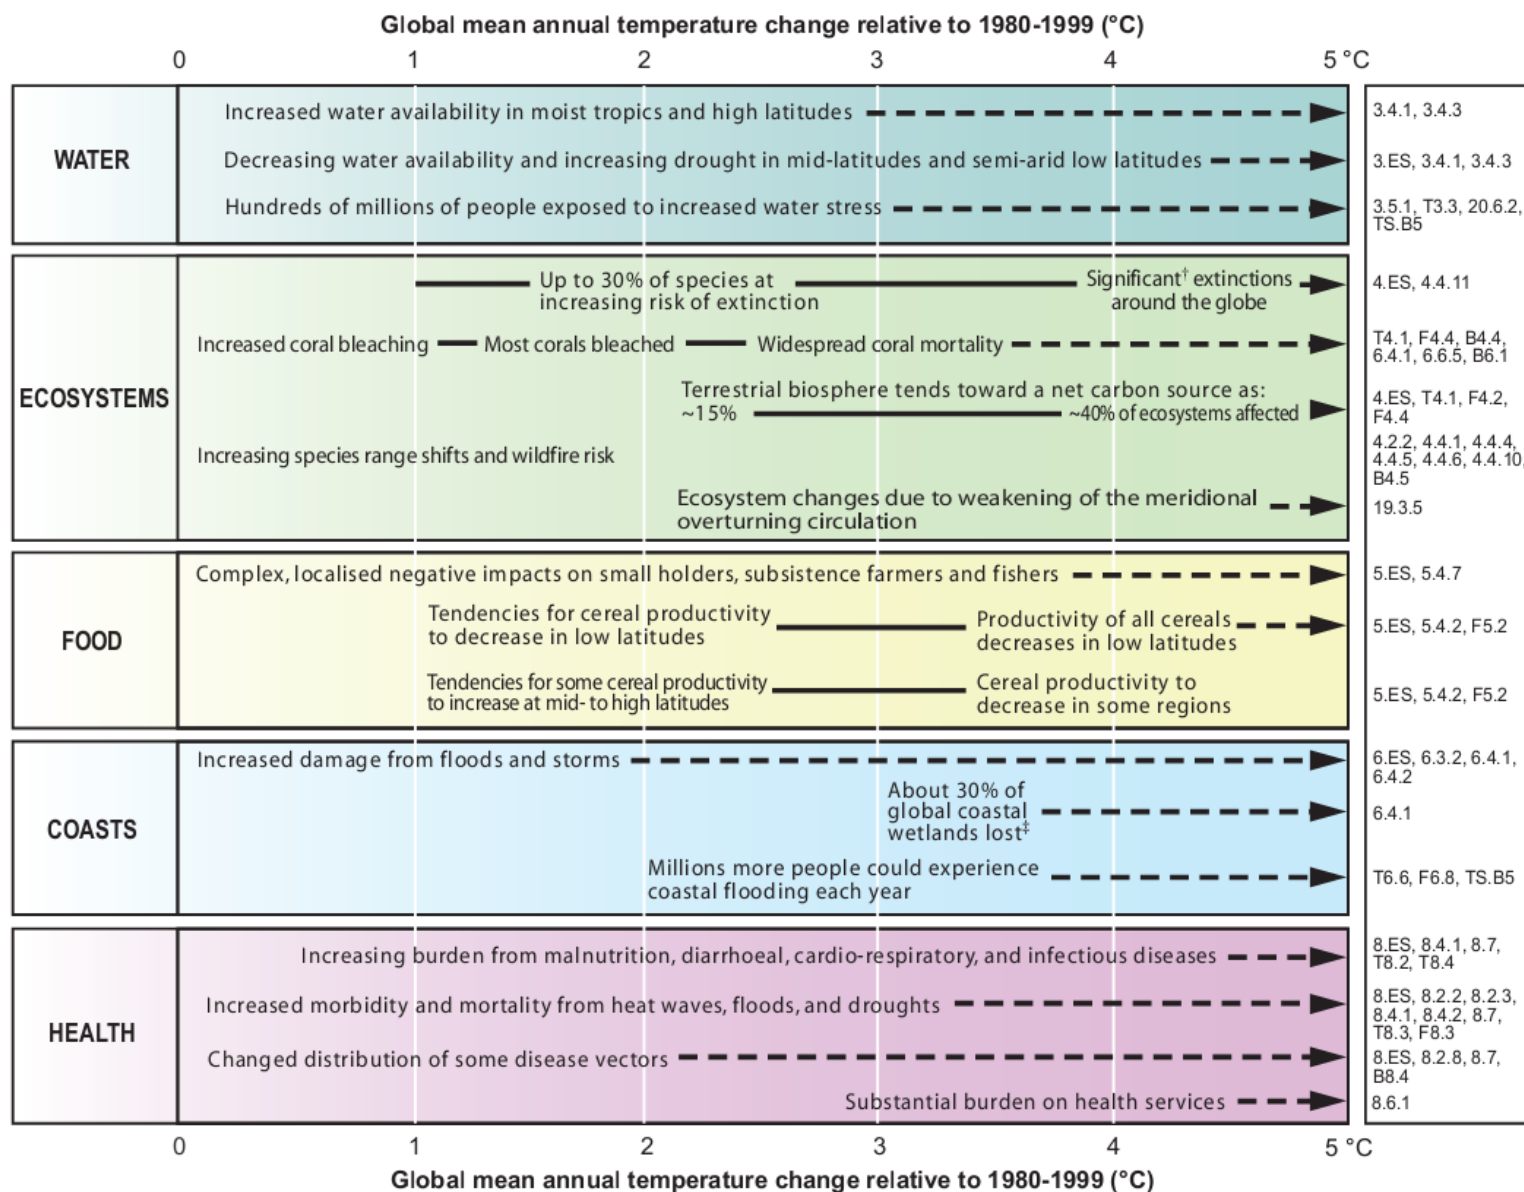 Global mean annual temperature change relative to 1980-1999 (°C)
0 1 2 3 4 5 °C
WATER
Increased water availability in moist tropics and high latitudes
3.4.1, 3.4.3
Decreasing water availability and increasing drought in mid-latitudes and semi-arid low latitudes
3.ES, 3.4.1, 3.4.3
Hundreds of millions of people exposed to increased water stress
3.5.1, T3.3, 20.6.2,
TS.B5
ECOSYSTEMS
Up to 30% of species at
increasing risk of extinction
Significant† extinctions
around the globe
4.ES, 4.4.11
Increased coral bleaching
Most corals bleached
Widespread coral mortality
T4.1, F4.4, B4.4,
6.4.1, 6.6.5, B6.1
Terrestrial biosphere tends toward a net carbon source as:
~15%
~40% of ecosystems affected
4.ES, T4.1, F4.2,
F4.4
Increasing species range shifts and wildfire risk
4.2.2, 4.4.1, 4.4.4,
4.4.5, 4.4.6, 4.4.10,
B4.5
Ecosystem changes due to weakening of the meridional
overturning circulation
19.3.5
FOOD
Complex, localised negative impacts on small holders, subsistence farmers and fishers
5.ES, 5.4.7
Tendencies for cereal productivity
to decrease in low latitudes
Productivity of all cereals
decreases in low latitudes
5.ES, 5.4.2, F5.2
Tendencies for some cereal productivity
to increase at mid- to high latitudes
Cereal productivity to
decrease in some regions
5.ES, 5.4.2, F5.2
COASTS
Increased damage from floods and storms
6.ES, 6.3.2, 6.4.1,
6.4.2
About 30% of
global coastal
wetlands lost‡
6.4.1
Millions more people could experience
coastal flooding each year
T6.6, F6.8, TS.B5
HEALTH
Increasing burden from malnutrition, diarrhoeal, cardio-respiratory, and infectious diseases
8.ES, 8.4.1, 8.7,
T8.2, T8.4
Increased morbidity and mortality from heat waves, floods, and droughts
8.ES, 8.2.2, 8.2.3,
8.4.1, 8.4.2, 8.7,
T8.3, F8.3
Changed distribution of some disease vectors
8.ES, 8.2.8, 8.7,
B8.4
Substantial burden on health services
8.6.1
0 1 2 3 4 5 °C
Global mean annual temperature change relative to 1980-1999 (°C)